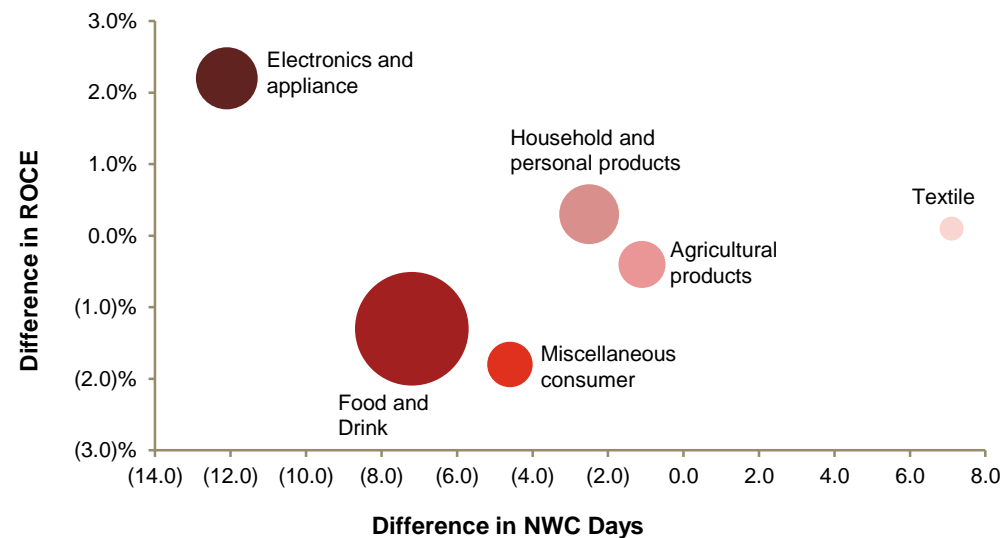 3.0%
2.0%
1.0%
0.0%
(1.0)%
(2.0)%
(3.0)%
Difference in ROCE
Electronics and
appliance
Household and
personal products
Textile
Agricultural
products
Miscellaneous
consumer
Food and
Drink
(14.0) (12.0) (10.0) (8.0) (6.0) (4.0) (2.0) 0.0 2.0 4.0 6.0 8.0
Difference in NWC Days